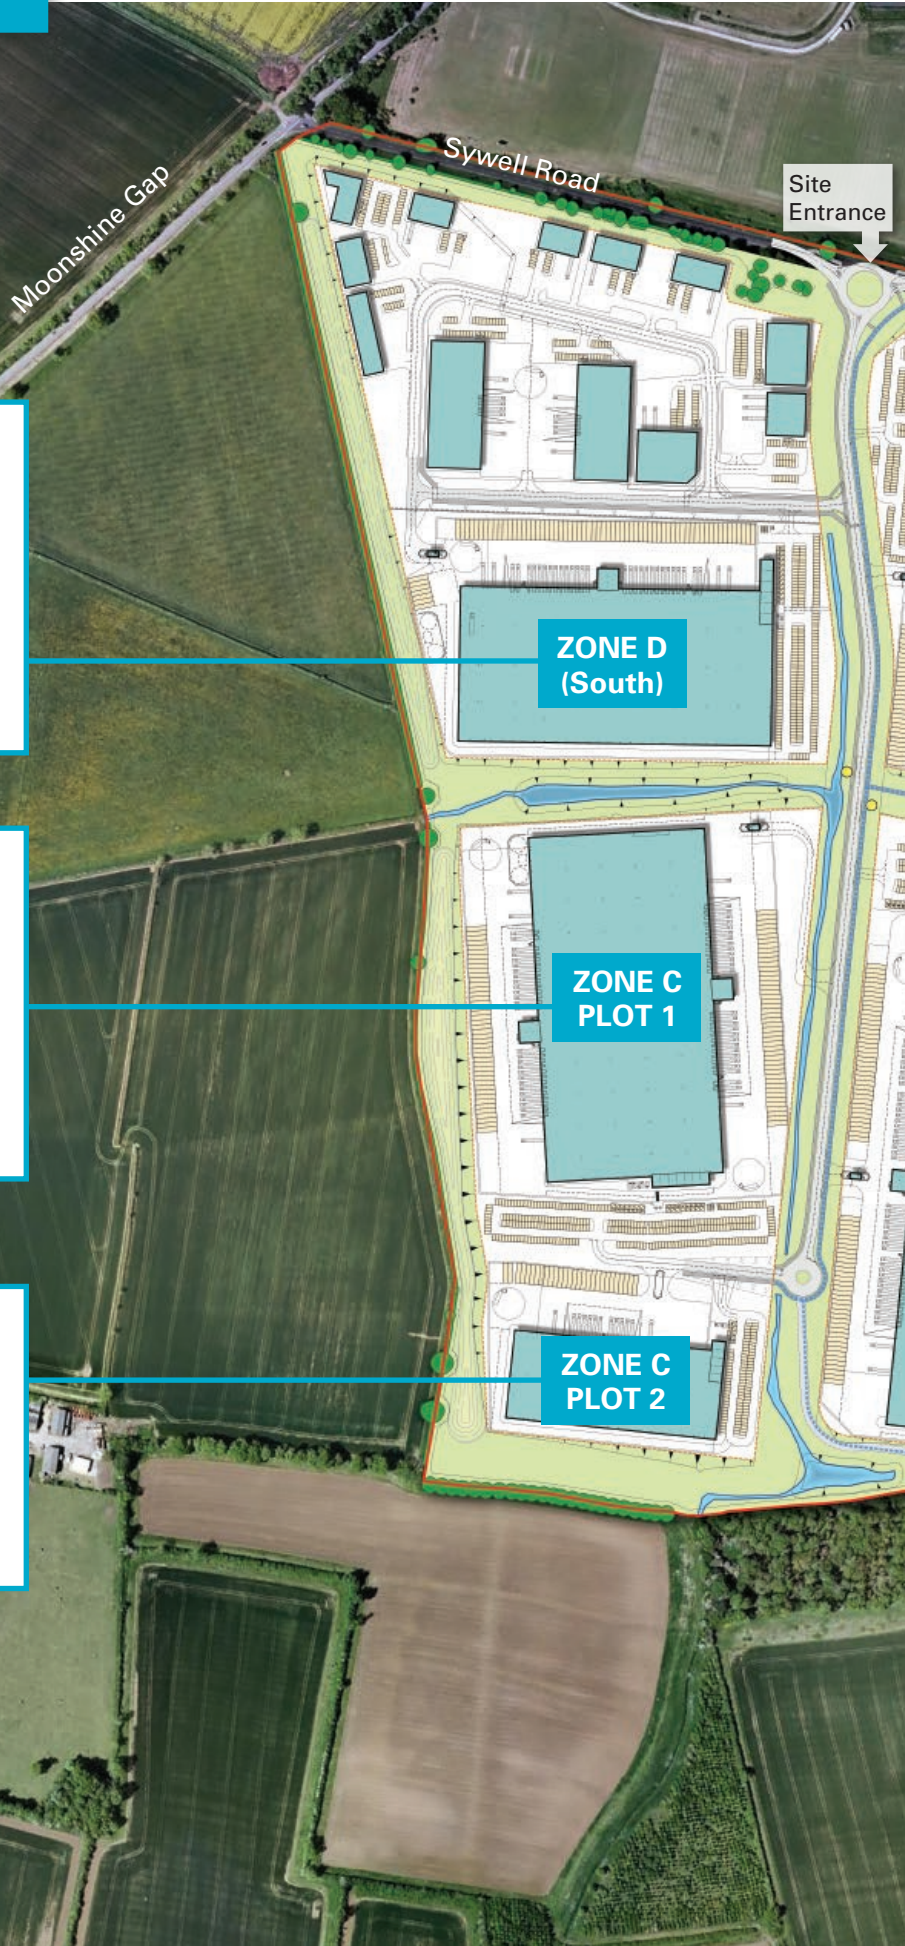 Sywell Road
Moonshine Gap
Site
Entrance
ZONE D
(South)
ZONE C
PLOT 1
ZONE C
PLOT 2